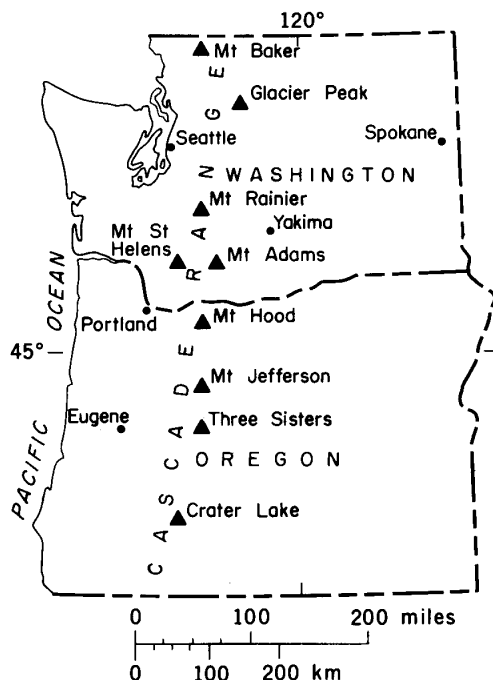 120°
Mt Baker
Glacier Peak
Seattle
Spokane
WASHINGTON
Mt Rainier
Yakima
Mt St
Helens
Mt Adams
Portland
Mt Hood
45°
Mt Jefferson
Eugene
Three Sisters
OREGON
Crater Lake
CASCADE RANGE
PACIFIC OCEAN
0 100 200 miles
0 100 200 km